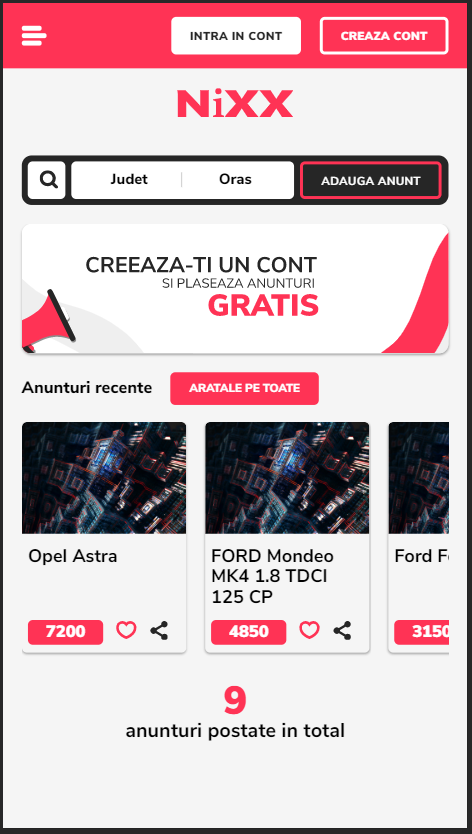 INTRA IN CONT
CREAZA CONT
NiXX
Judet
Oras
ADAUGA ANUNT
CREEAZA-TI UN CONT
SI PLASEAZA ANUNTURI
GRATIS
Anunturi recente
ARATALE PE TOATE
Opel Astra
7200
FORD Mondeo
MK4 1.8 TDCI
125 CP
4850
Ford
3150
9
anunturi postate in total